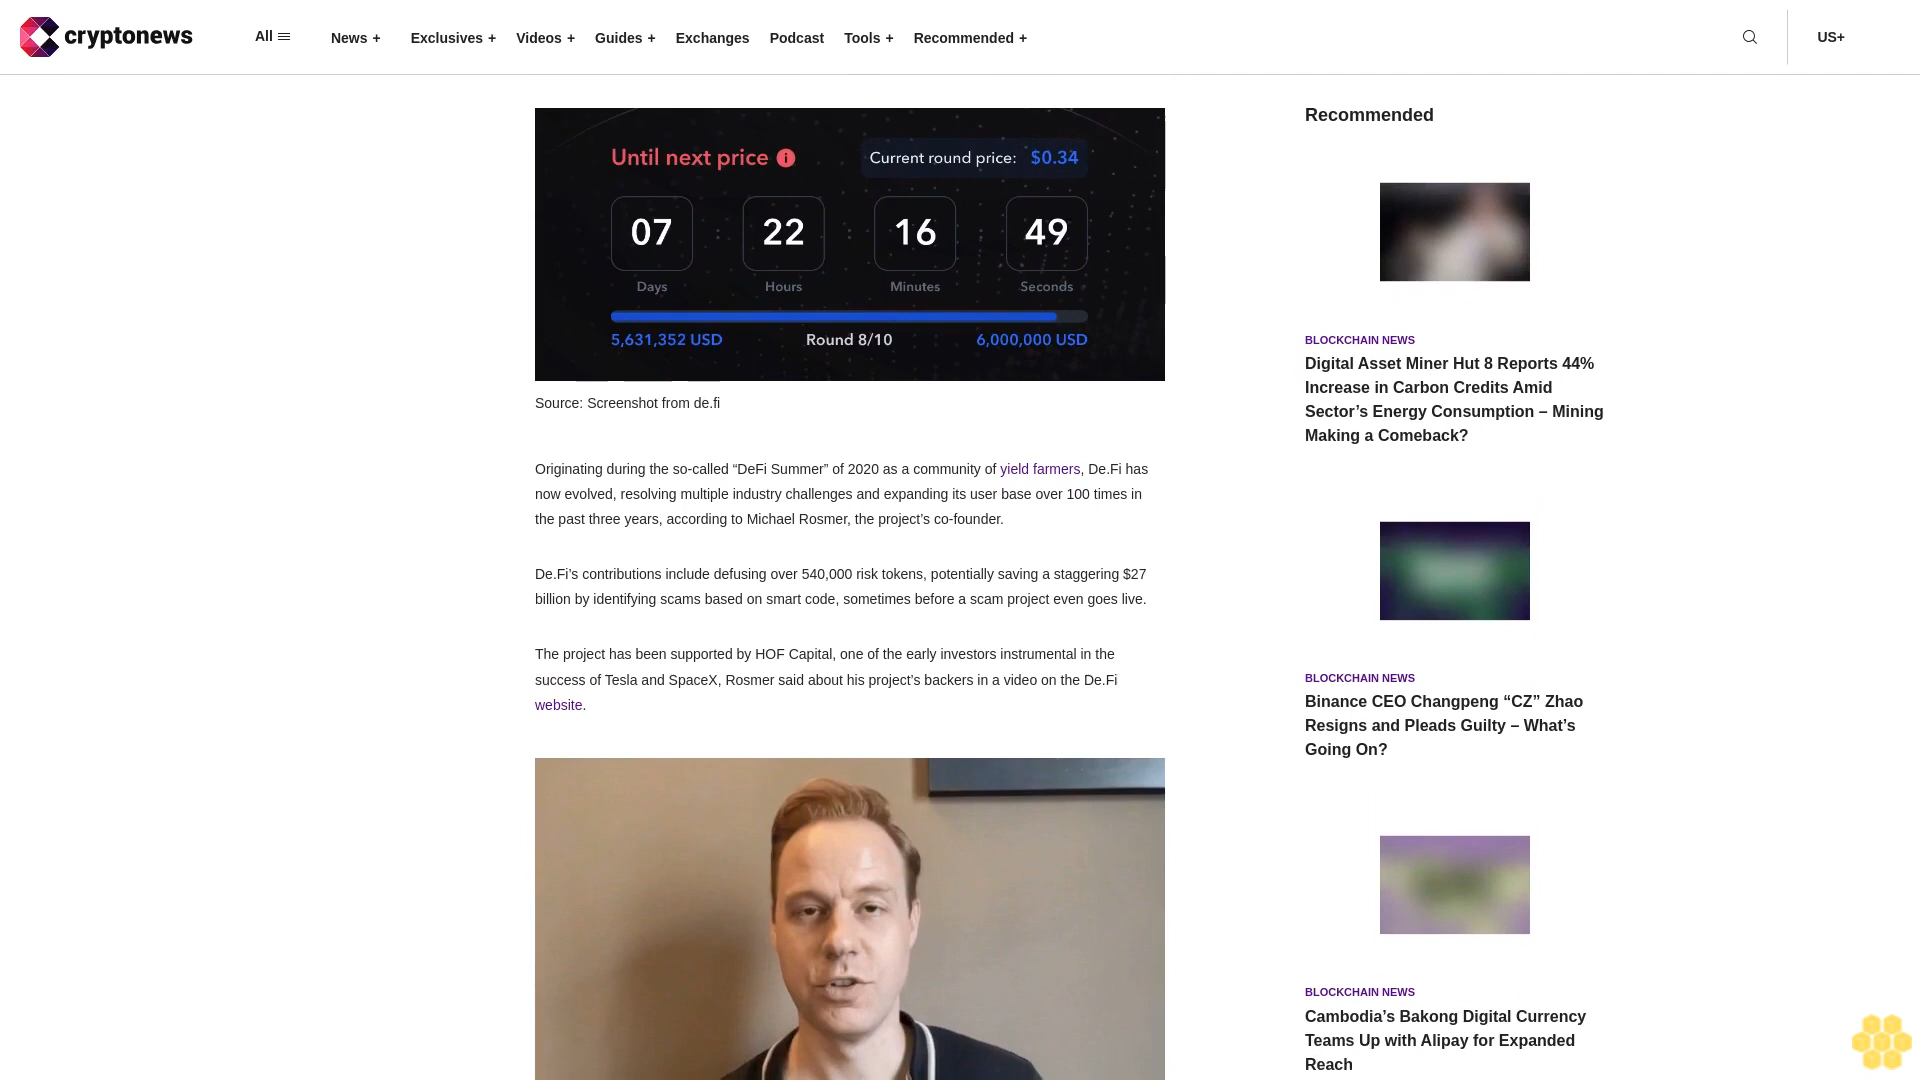 cryptonews
All
News +
Exclusives +
Videos +
Guides +
Exchanges
Podcast
Tools +
Recommended +
US+
Until next price i
Current round price: $0.34
07 22 16 49
Days Hours Minutes Seconds
5,631,352 USD Round 8/10 6,000,000 USD
Source: Screenshot from de.fi
Originating during the so-called “DeFi Summer” of 2020 as a community of yield farmers, De.Fi has
now evolved, resolving multiple industry challenges and expanding its user base over 100 times in
the past three years, according to Michael Rosmer, the project’s co-founder.
De.Fi’s contributions include defusing over 540,000 risk tokens, potentially saving a staggering $27
billion by identifying scams based on smart code, sometimes before a scam project even goes live.
The project has been supported by HOF Capital, one of the early investors instrumental in the
success of Tesla and SpaceX, Rosmer said about his project’s backers in a video on the De.Fi
website.
Recommended
BLOCKCHAIN NEWS
Digital Asset Miner Hut 8 Reports 44%
Increase in Carbon Credits Amid
Sector’s Energy Consumption – Mining
Making a Comeback?
BLOCKCHAIN NEWS
Binance CEO Changpeng “CZ” Zhao
Resigns and Pleads Guilty – What’s
Going On?
BLOCKCHAIN NEWS
Cambodia’s Bakong Digital Currency
Teams Up with Alipay for Expanded
Reach